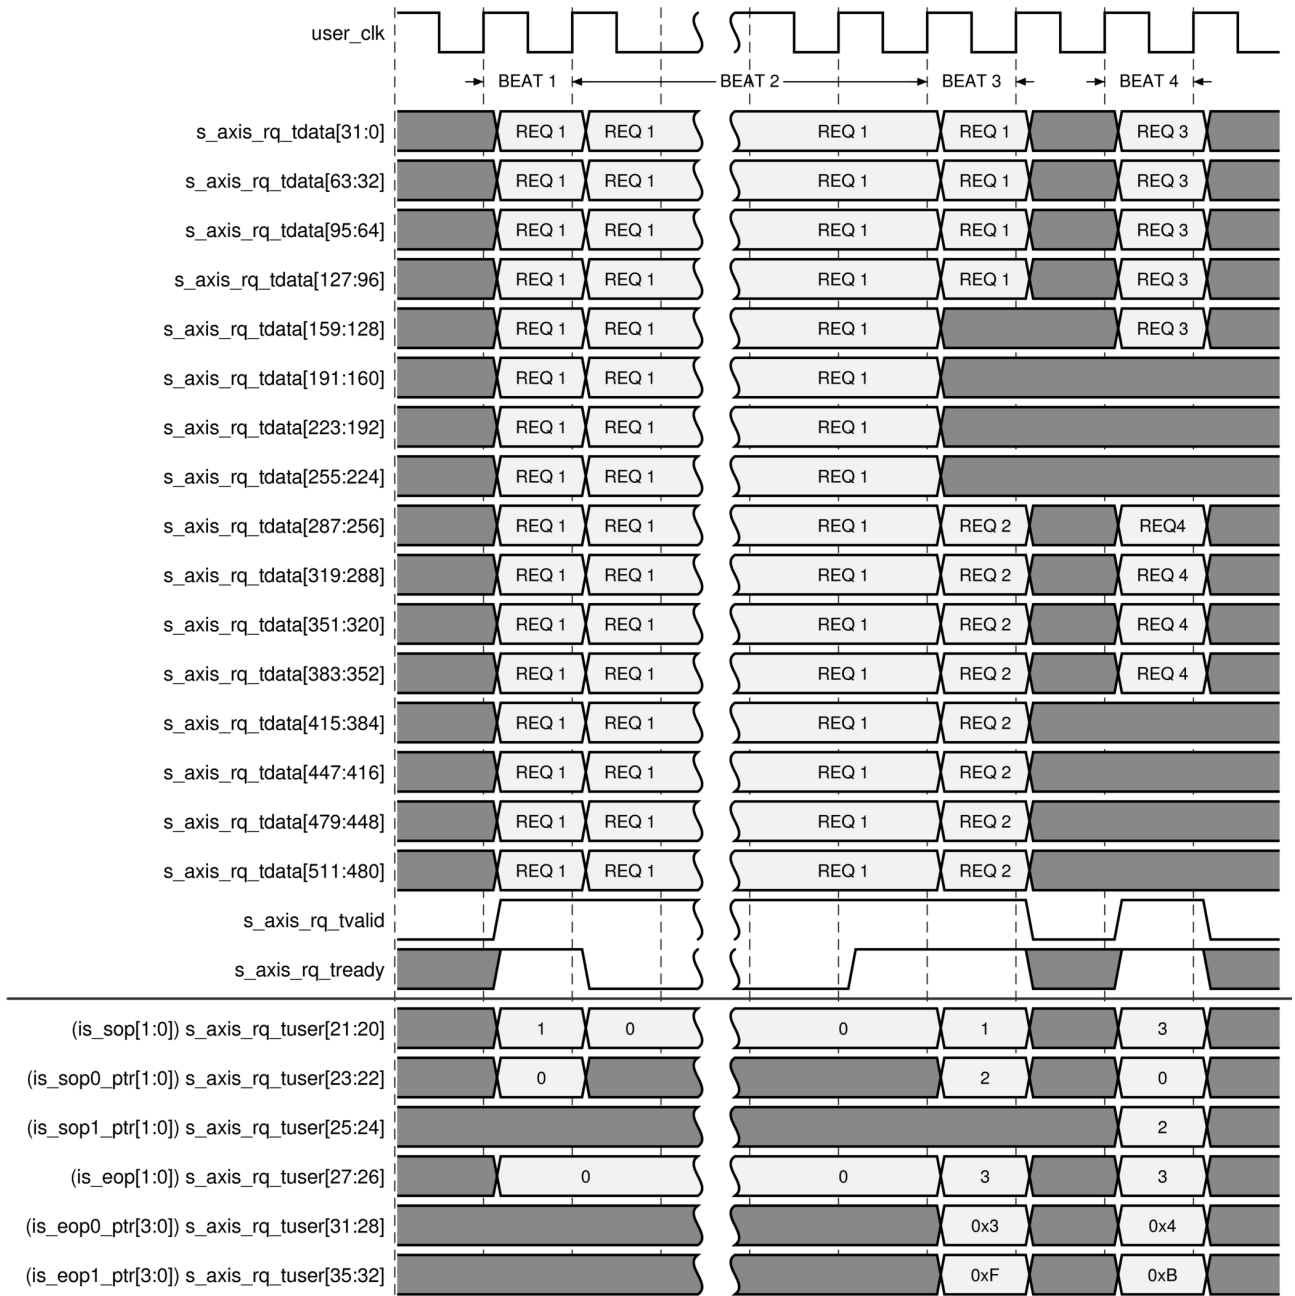 user_clk
BEAT 1 BEAT 2 BEAT 3 BEAT 4
s_axis_rq_tdata[31:0] REQ 1 REQ 1 REQ 1 REQ 1 REQ 3
s_axis_rq_tdata[63:32] REQ 1 REQ 1 REQ 1 REQ 1 REQ 3
s_axis_rq_tdata[95:64] REQ 1 REQ 1 REQ 1 REQ 1 REQ 3
s_axis_rq_tdata[127:96] REQ 1 REQ 1 REQ 1 REQ 1 REQ 3
s_axis_rq_tdata[159:128] REQ 1 REQ 1 REQ 1 REQ 3
s_axis_rq_tdata[191:160] REQ 1 REQ 1 REQ 1
s_axis_rq_tdata[223:192] REQ 1 REQ 1 REQ 1
s_axis_rq_tdata[255:224] REQ 1 REQ 1 REQ 1
s_axis_rq_tdata[287:256] REQ 1 REQ 1 REQ 1 REQ 2 REQ4
s_axis_rq_tdata[319:288] REQ 1 REQ 1 REQ 1 REQ 2 REQ 4
s_axis_rq_tdata[351:320] REQ 1 REQ 1 REQ 1 REQ 2 REQ 4
s_axis_rq_tdata[383:352] REQ 1 REQ 1 REQ 1 REQ 2 REQ 4
s_axis_rq_tdata[415:384] REQ 1 REQ 1 REQ 1 REQ 2
s_axis_rq_tdata[447:416] REQ 1 REQ 1 REQ 1 REQ 2
s_axis_rq_tdata[479:448] REQ 1 REQ 1 REQ 1 REQ 2
s_axis_rq_tdata[511:480] REQ 1 REQ 1 REQ 1 REQ 2
s_axis_rq_tvalid
s_axis_rq_tready
(is_sop[1:0]) s_axis_rq_tuser[21:20] 1 0 0 1 3
(is_sop0_ptr[1:0]) s_axis_rq_tuser[23:22] 0 2 0
(is_sop1_ptr[1:0]) s_axis_rq_tuser[25:24] 2
(is_eop[1:0]) s_axis_rq_tuser[27:26] 0 0 3 3
(is_eop0_ptr[3:0]) s_axis_rq_tuser[31:28] 0x3 0x4
(is_eop1_ptr[3:0]) s_axis_rq_tuser[35:32] 0xF 0xB